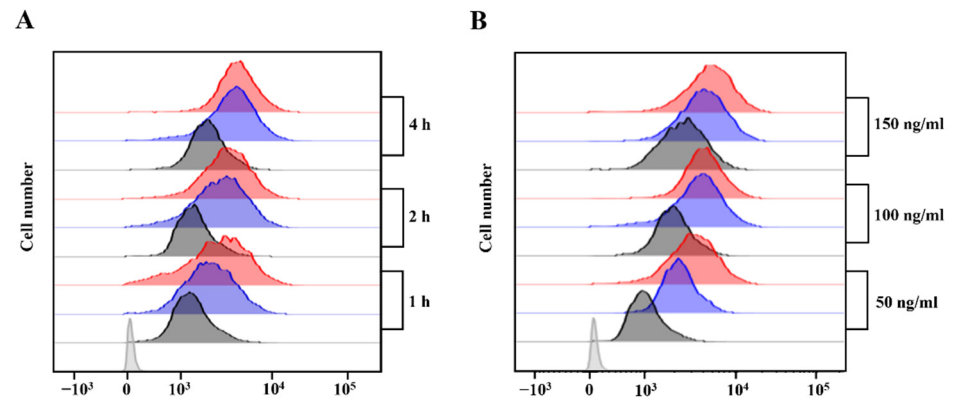 A
Cell number
4 h
2 h
1 h
−10³ 0 10³ 10⁴ 10⁵
B
Cell number
150 ng/ml
100 ng/ml
50 ng/ml
−10³ 0 10³ 10⁴ 10⁵